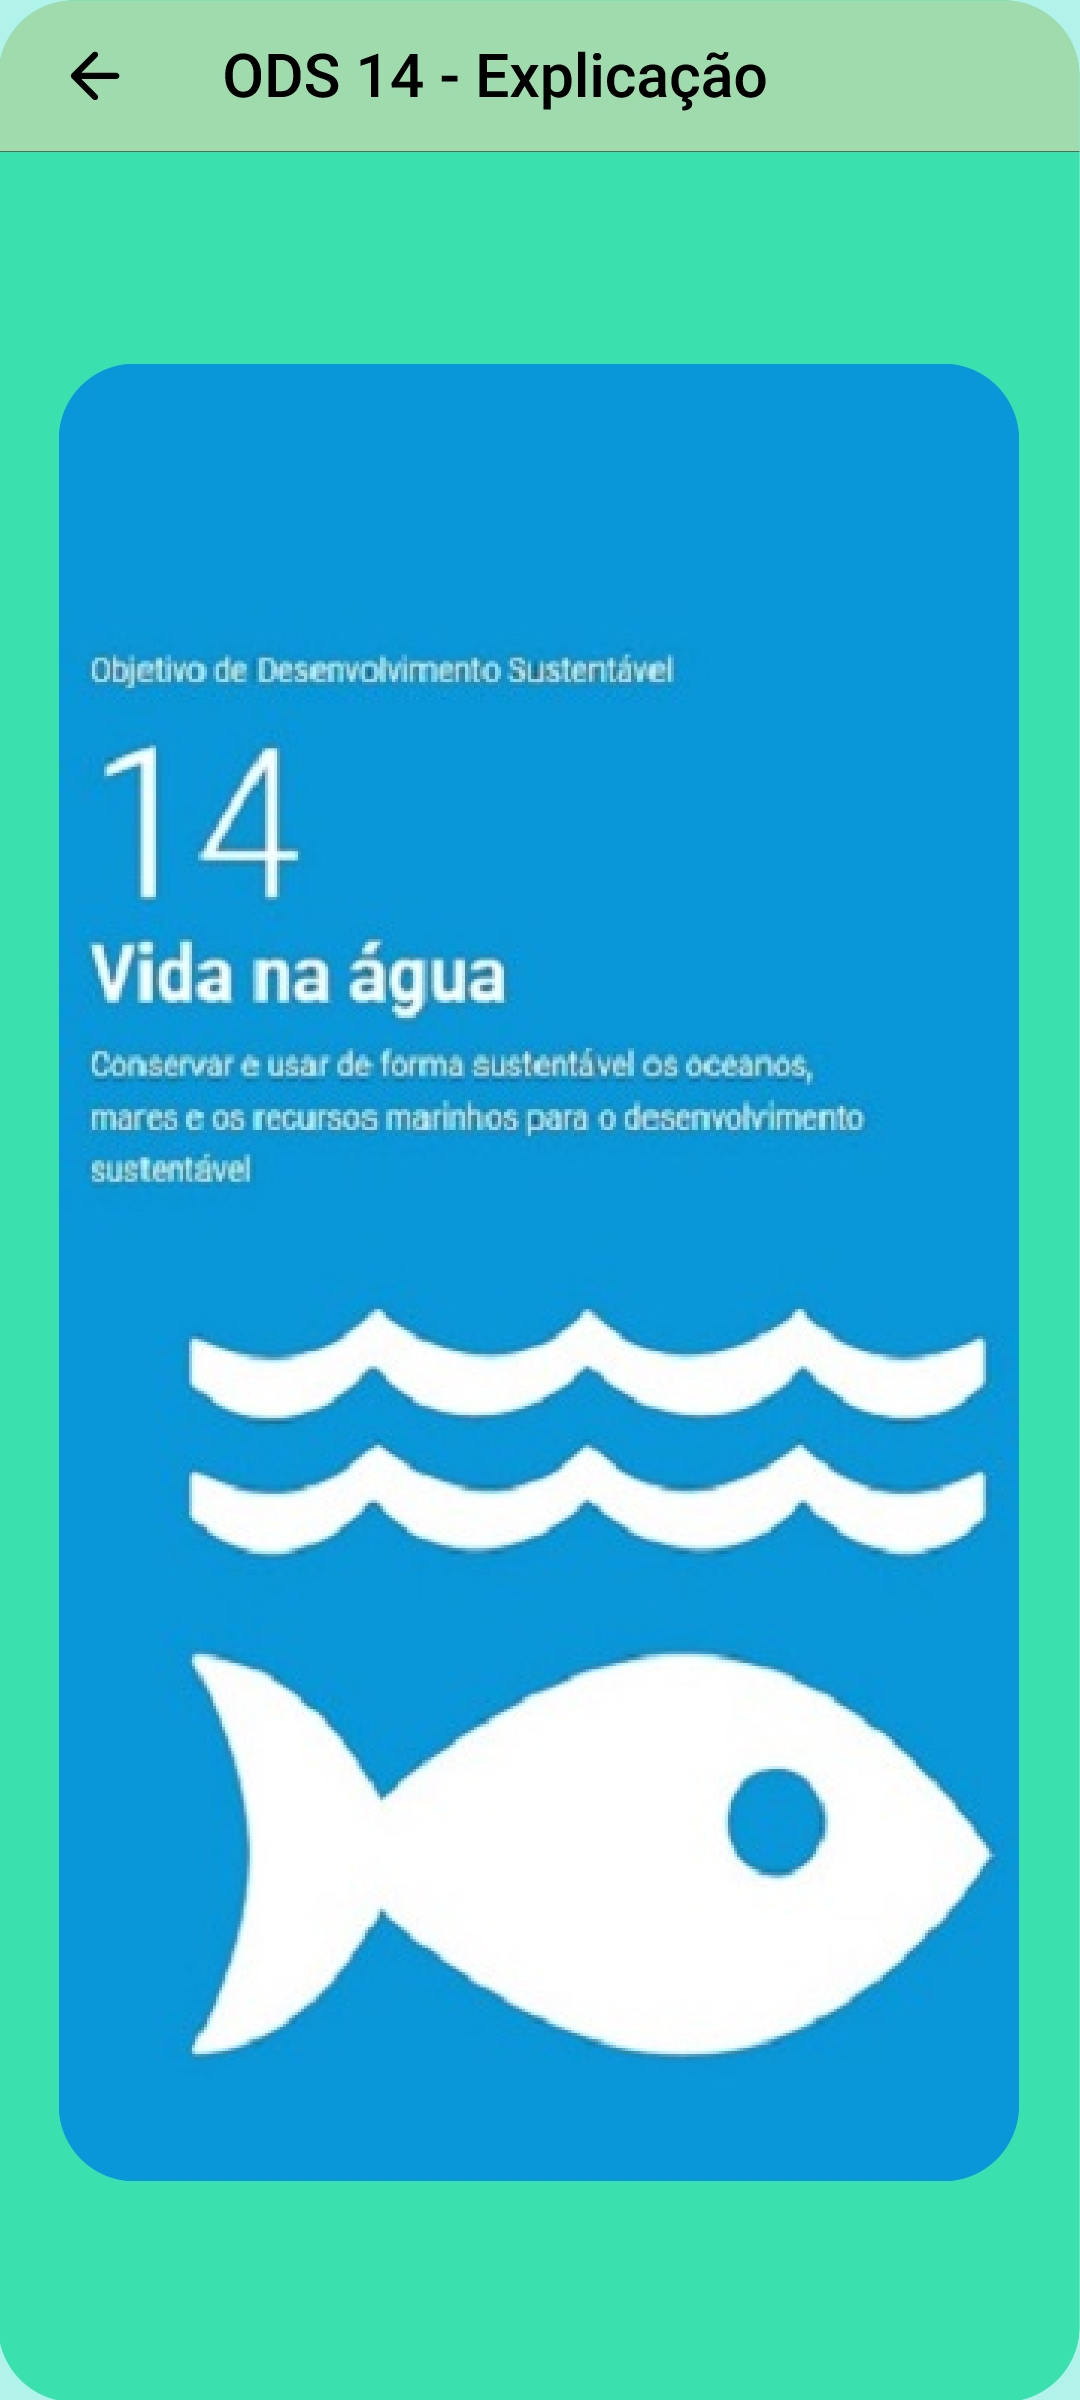 ODS 14 - Explicação
Objetivo de Desenvolvimento Sustentável
14
Vida na água
Conservar e usar de forma sustentável os oceanos,
mares e os recursos marinhos para o desenvolvimento
sustentável